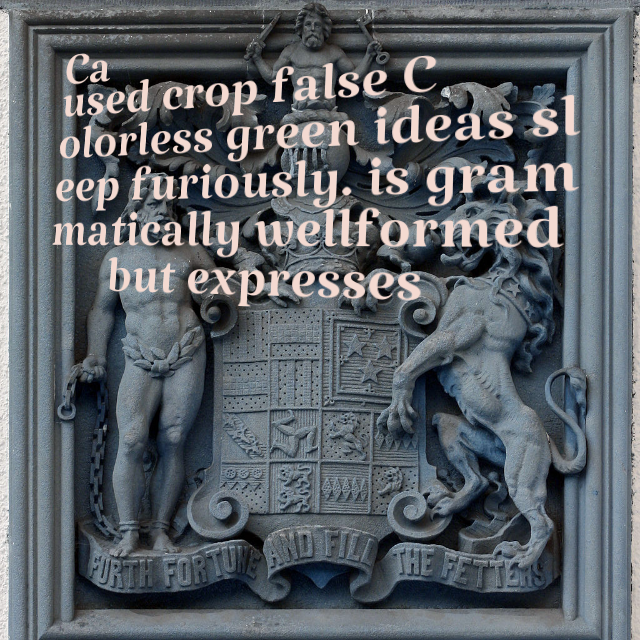 Ca
used crop false C
olorless green ideas sl
eep furiously. is gram
matically wellformed
but expresses
FURTH FORTUNE AND FILL THE FETTERS